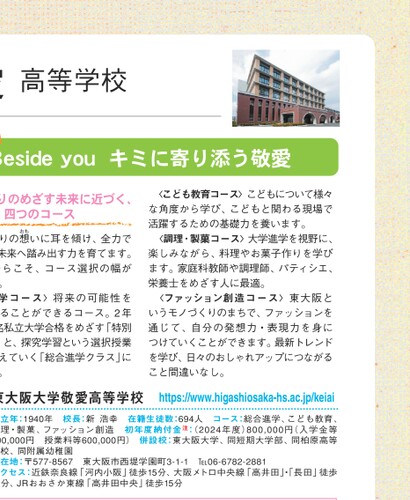 高等学校
Beside you キミに寄り添う敬愛
りのめざす未来に近づく、
四つのコース
りの想いに耳を傾け、全力で
おも
未来へ踏み出す力を育てます。
らこそ、コース選択の幅が
学コース〉 将来の可能性を
ることができるコース。2年
名私立大学合格をめざす「特別
と、探究学習という選択授業
えていく「総合進学クラス」に
〈こども教育コース〉こどもについて様々
な角度から学び、こどもと関わる現場で
活躍するための基礎力を養います。
〈調理・製菓コース〉大学進学を視野に、
楽しみながら、料理やお菓子作りを学び
ます。家庭科教師や調理師、パティシエ、
栄養士をめざす人に最適。
〈ファッション創造コース〉東大阪と
いうモノづくりのまちで、ファッションを
通じて、自分の発想力・表現力を身に
つけていくことができます。最新トレンド
を学び、日々のおしゃれアップにつながる
こと間違いなし。
東大阪大学敬愛高等学校 https://www.higashiosaka-hs.ac.jp/keiai
立年：1940年 校長：新 浩幸 在籍生徒数：694人 コース：総合進学、こども教育、
理・製菓、ファッション創造 初年度納付金注：（2024年度）800,000円（入学金等
00,000円 授業料等600,000円） 併設校：東大阪大学、同短期大学部、同柏原高等
校、同附属幼稚園
在地：〒577-8567 東大阪市西堤学園町3-1-1 TEL06-6782-2881
クセス：近鉄奈良線「河内小阪」徒歩15分、大阪メトロ中央線「高井田」・「長田」徒歩
分、JRおおさか東線「高井田中央」徒歩15分